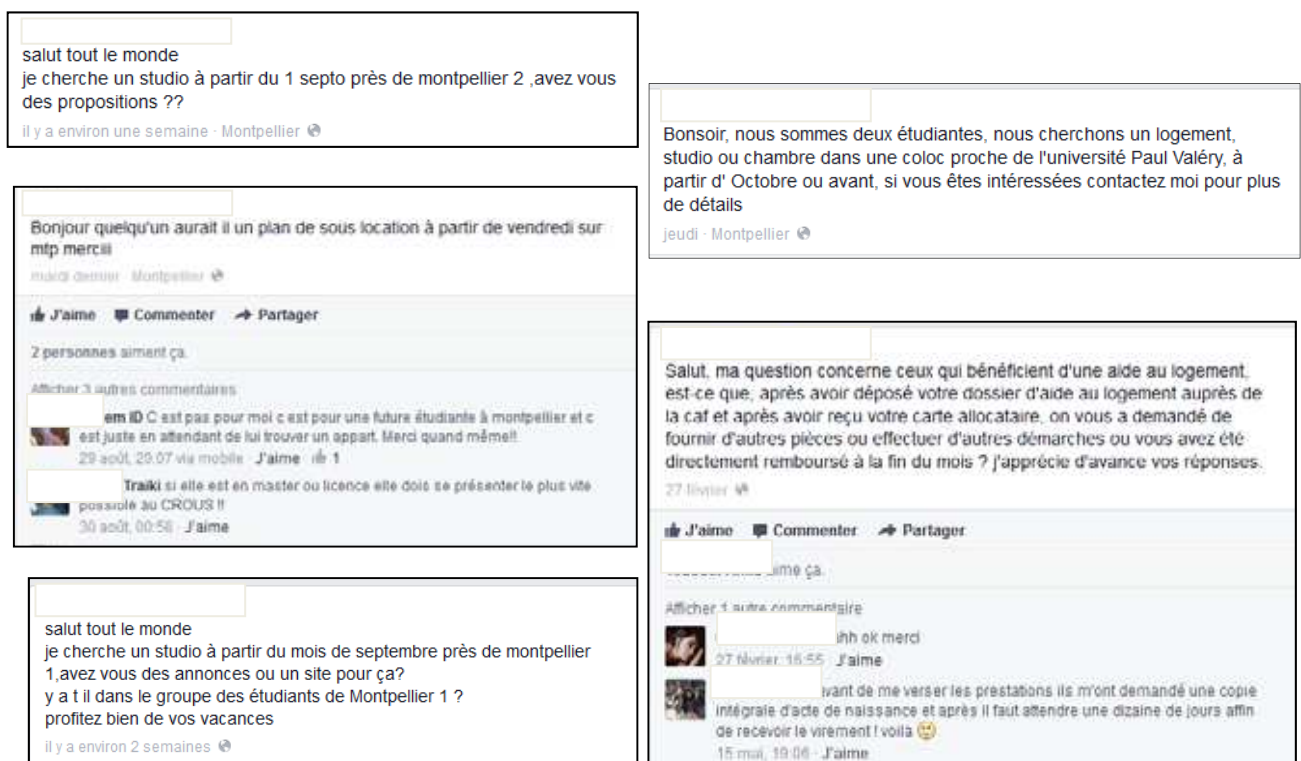 salut tout le monde
je cherche un studio à partir du 1 septo près de montpellier 2 ,avez vous
des propositions ??
il y a environ une semaine · Montpellier
Bonjour quelqu'un aurait il un plan de sous location à partir de vendredi sur
mtp merciii
mardi dernier · Montpellier
J'aime Commenter Partager
2 personnes aiment ça.
Afficher 3 autres commentaires
em ID C est pas pour moi c est pour une future étudiante à montpellier et c
est juste en attendant de lui trouver un appart. Merci quand même!!
29 août, 29:07 via mobile · J'aime · 1
Traiki si elle est en master ou licence elle dois se présenter le plus vite
possible au CROUS !!
30 août, 00:56 · J'aime
salut tout le monde
je cherche un studio à partir du mois de septembre près de montpellier
1,avez vous des annonces ou un site pour ça?
y a t il dans le groupe des étudiants de Montpellier 1 ?
profitez bien de vos vacances
il y a environ 2 semaines
Bonsoir, nous sommes deux étudiantes, nous cherchons un logement,
studio ou chambre dans une coloc proche de l'université Paul Valéry, à
partir d' Octobre ou avant, si vous êtes intéressées contactez moi pour plus
de détails
jeudi · Montpellier
Salut, ma question concerne ceux qui bénéficient d'une aide au logement,
est-ce que, après avoir déposé votre dossier d'aide au logement auprès de
la caf et après avoir reçu votre carte allocataire, on vous a demandé de
fournir d'autres pièces ou effectuer d'autres démarches ou vous avez été
directement remboursé à la fin du mois ? j'apprécie d'avance vos réponses.
27 février
J'aime Commenter Partager
aime ça.
Afficher 1 autre commentaire
ahh ok merci
27 février, 16:55 · J'aime
avant de me verser les prestations ils m'ont demandé une copie
intégrale d'acte de naissance et après il faut attendre une dizaine de jours affin
de recevoir le virement ! voila
15 mai, 19:06 · J'aime